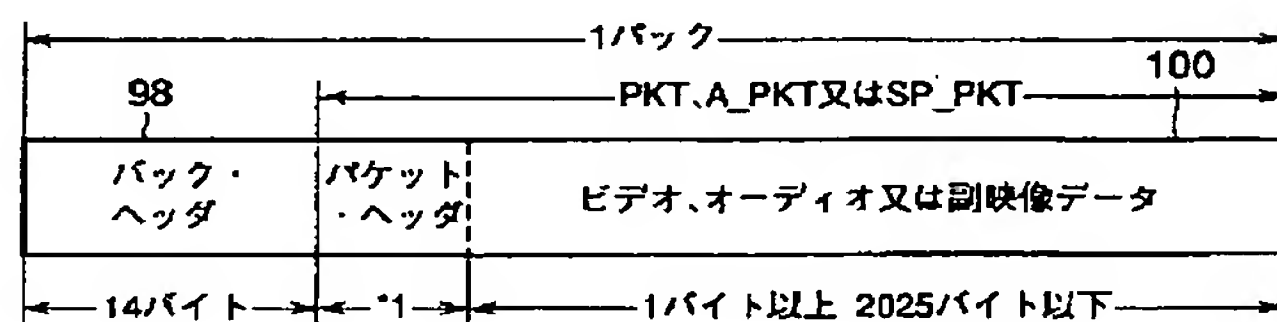 1パック
98
100
PKT、A_PKT又はSP_PKT
パック・
ヘッダ
パケット
・ヘッダ
ビデオ、オーディオ又は副映像データ
14バイト
*1
1バイト以上 2025バイト以下